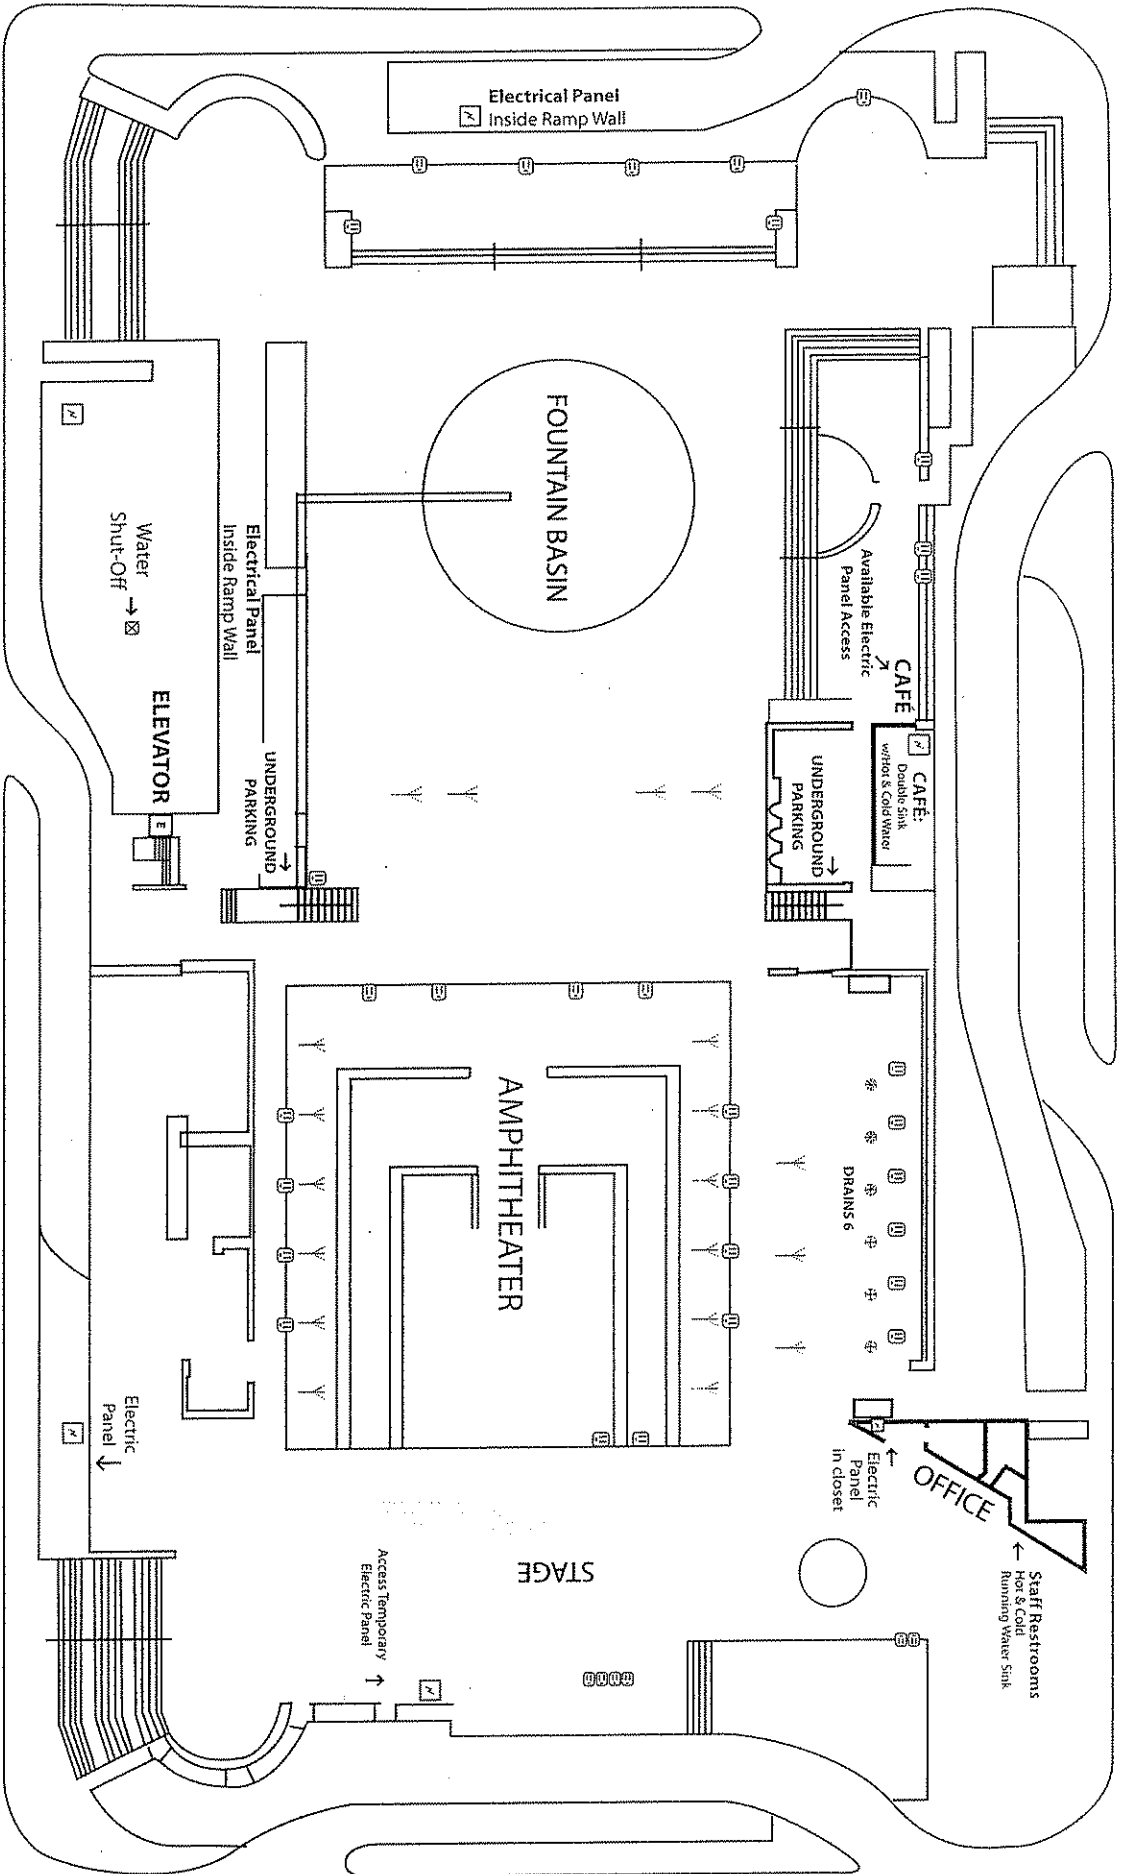 Electrical Panel
Inside Ramp Wall
FOUNTAIN BASIN
Available Electric
Panel Access
CAFÉ
CAFÉ:
Double Sink
w/Hot & Cold Water
UNDERGROUND
PARKING
Electrical Panel
Inside Ramp Wall
Water
Shut-Off
ELEVATOR
E
UNDERGROUND
PARKING
AMPHITHEATER
DRAINS 6
Electric
Panel
in closet
OFFICE
Staff Restrooms
Hot & Cold
Running Water Sink
Electric
Panel
STAGE
Access Temporary
Electric Panel